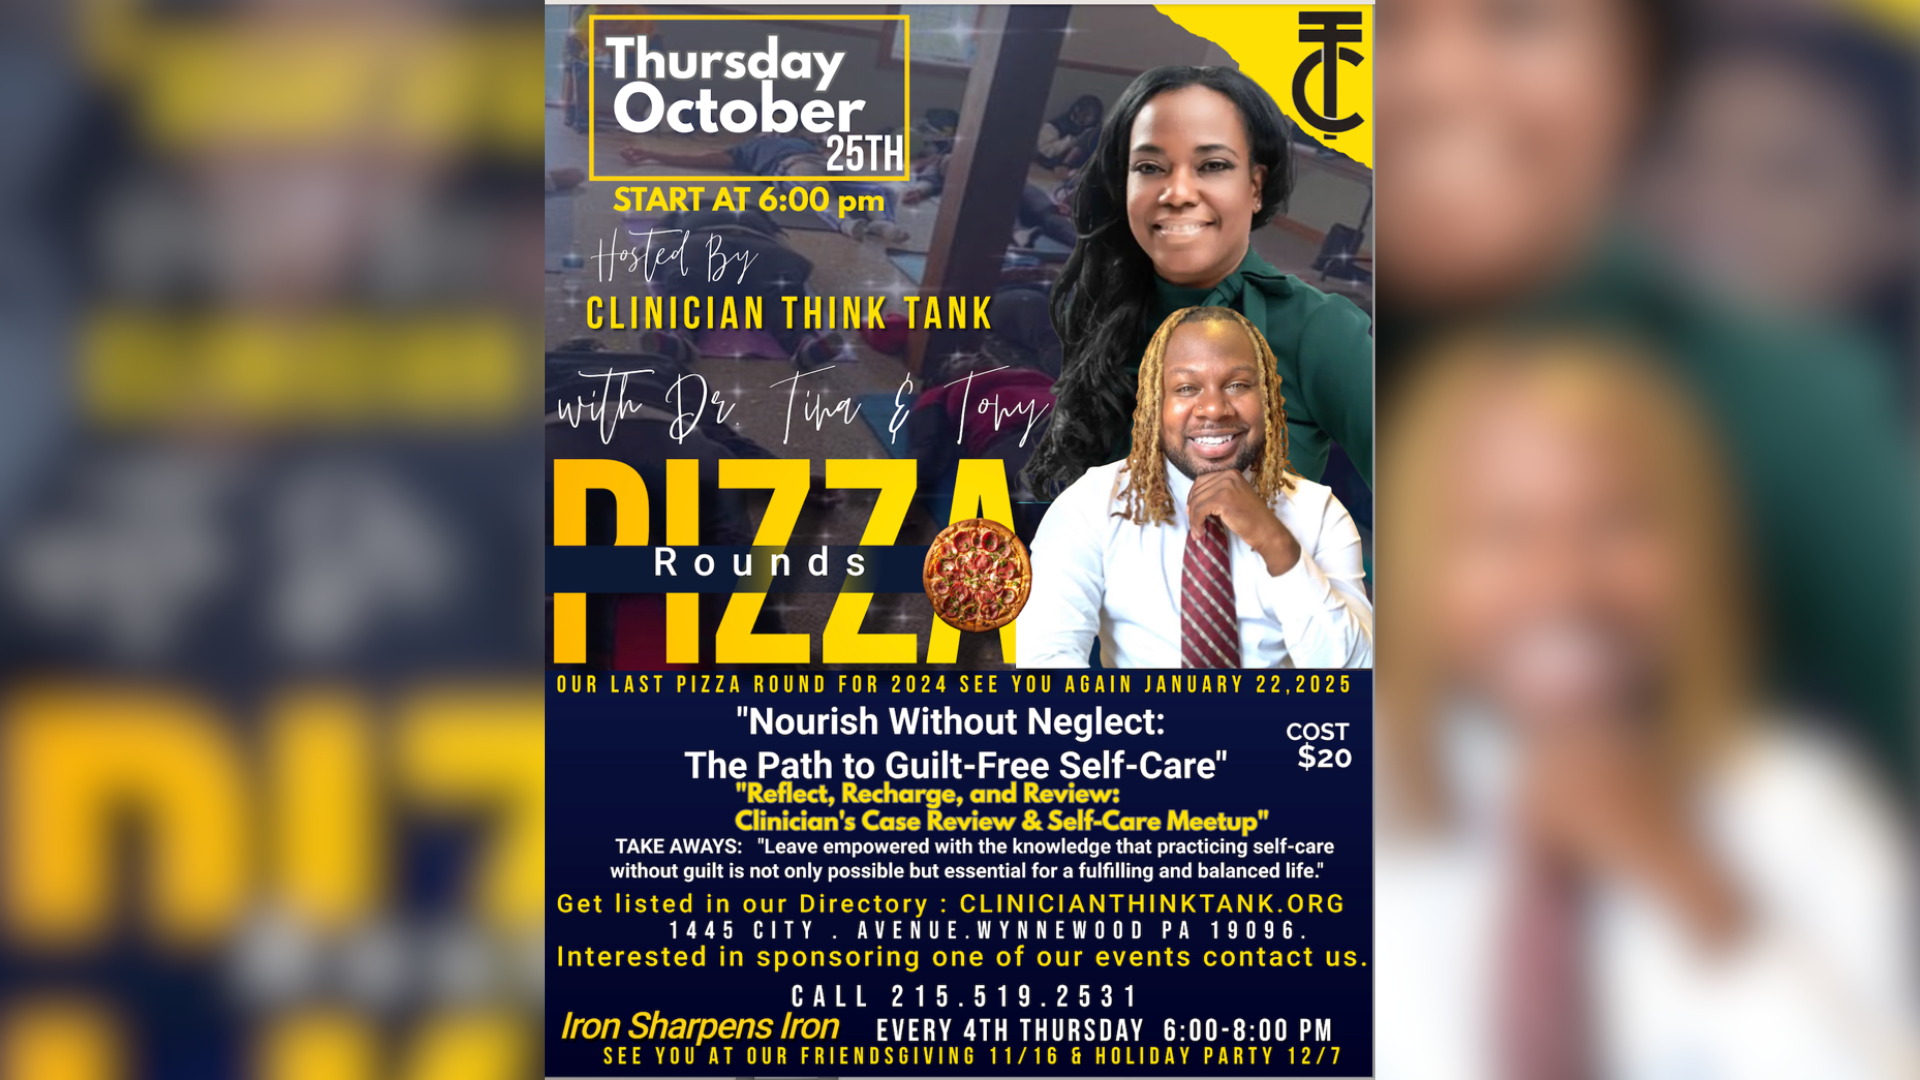 Thursday
October
25TH
START AT 6:00 pm
Hosted By
CLINICIAN THINK TANK
with Dr. Tina & Tony
PIZZA
Rounds
OUR LAST PIZZA ROUND FOR 2024 SEE YOU AGAIN JANUARY 22,2025
"Nourish Without Neglect:
The Path to Guilt-Free Self-Care"
COST
$20
"Reflect, Recharge, and Review:
Clinician's Case Review & Self-Care Meetup"
TAKE AWAYS: "Leave empowered with the knowledge that practicing self-care
without guilt is not only possible but essential for a fulfilling and balanced life."
Get listed in our Directory : CLINICIANTHINKTANK.ORG
1445 CITY . AVENUE.WYNNEWOOD PA 19096.
Interested in sponsoring one of our events contact us.
CALL 215.519.2531
Iron Sharpens Iron EVERY 4TH THURSDAY 6:00-8:00 PM
SEE YOU AT OUR FRIENDSGIVING 11/16 & HOLIDAY PARTY 12/7